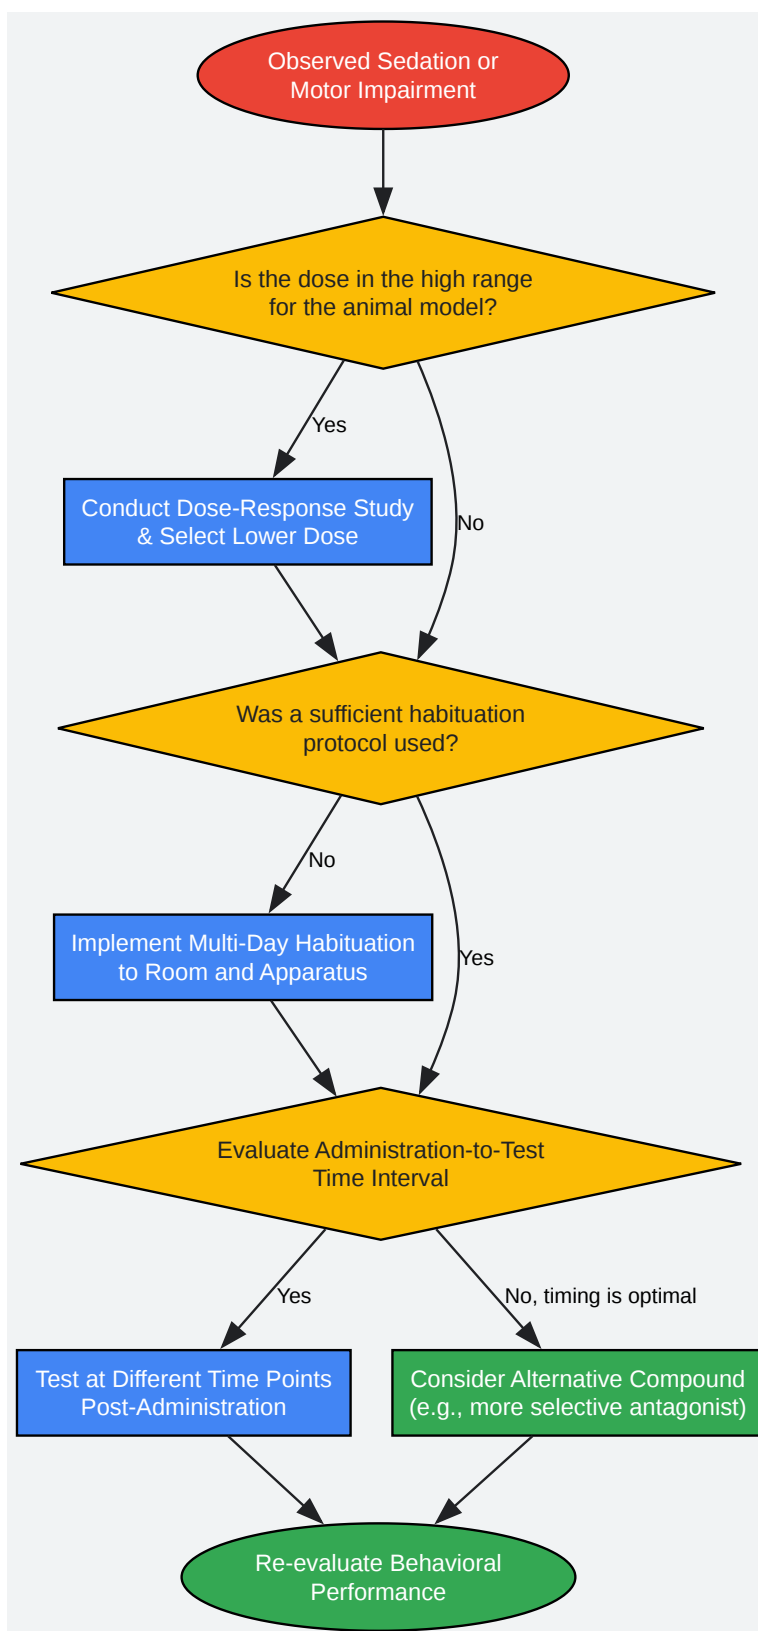 Observed Sedation or
Motor Impairment
Is the dose in the high range
for the animal model?
Yes
Conduct Dose-Response Study
& Select Lower Dose
No
Was a sufficient habituation
protocol used?
No
Implement Multi-Day Habituation
to Room and Apparatus
Yes
Evaluate Administration-to-Test
Time Interval
Yes
No, timing is optimal
Test at Different Time Points
Post-Administration
Consider Alternative Compound
(e.g., more selective antagonist)
Re-evaluate Behavioral
Performance